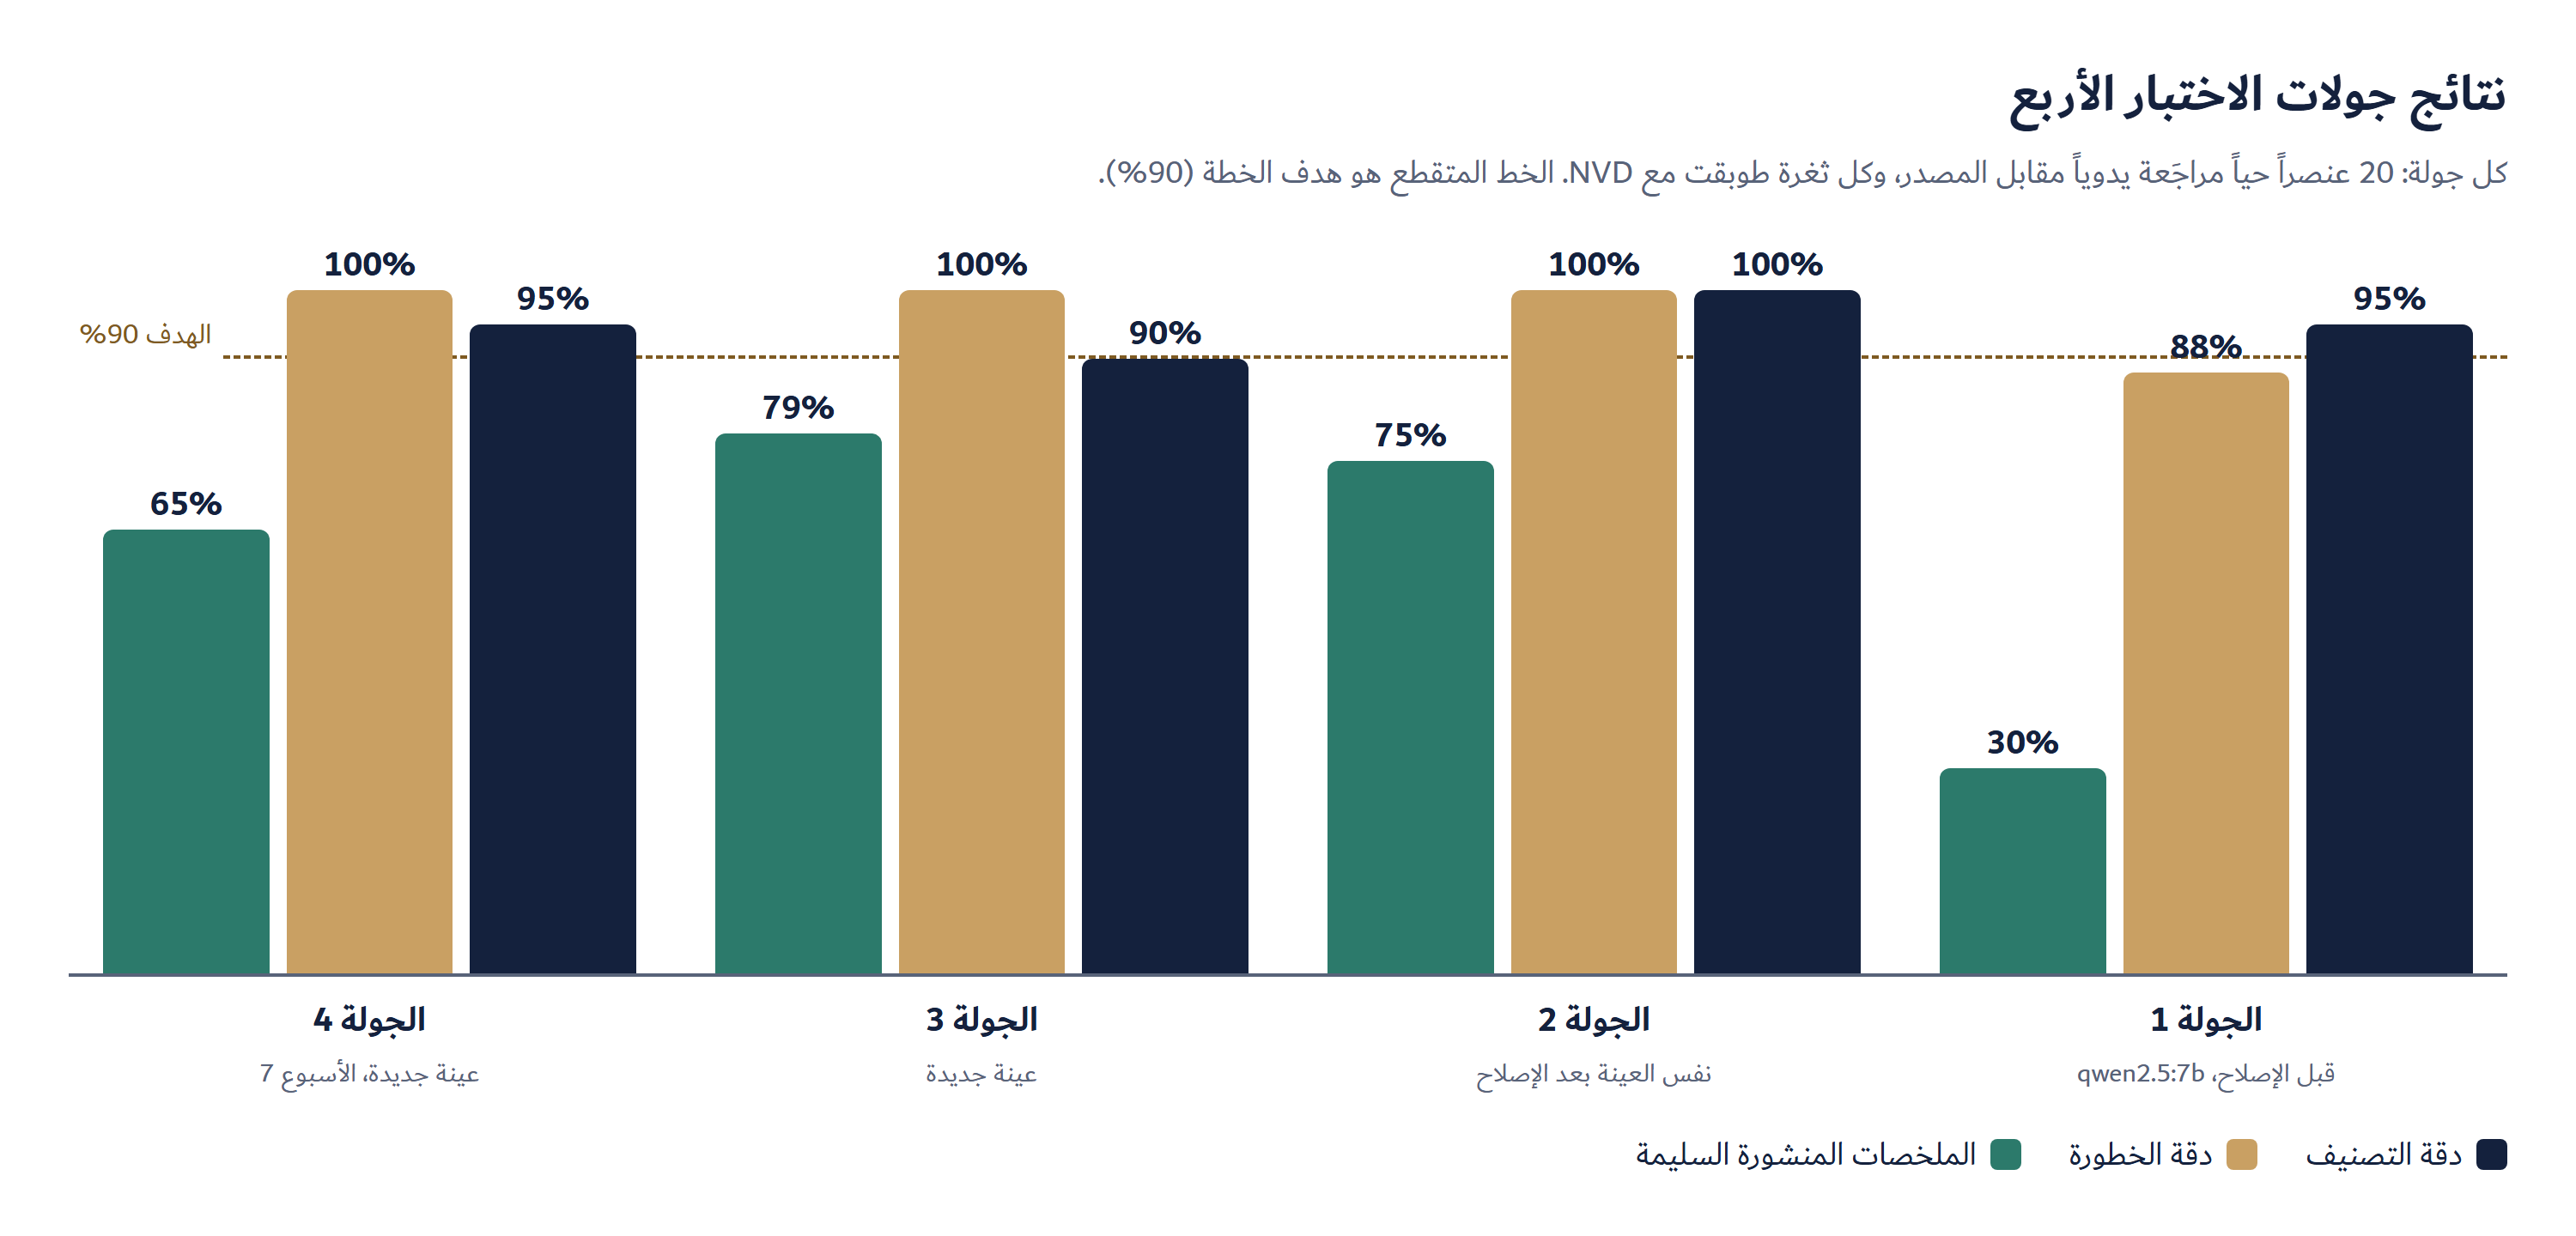 نتائج جولات الاختبار الأربع
كل جولة: 20 عنصراً حياً مراجَعة يدوياً مقابل المصدر، وكل ثغرة طوبقت مع NVD. الخط المتقطع هو هدف الخطة (90%).
95%
88%
30%
100%
100%
75%
90%
100%
79%
95%
100%
65%
الهدف 90%
الجولة 1
قبل الإصلاح، qwen2.5:7b
الجولة 2
نفس العينة بعد الإصلاح
الجولة 3
عينة جديدة
الجولة 4
عينة جديدة، الأسبوع 7
دقة التصنيف
دقة الخطورة
الملخصات المنشورة السليمة